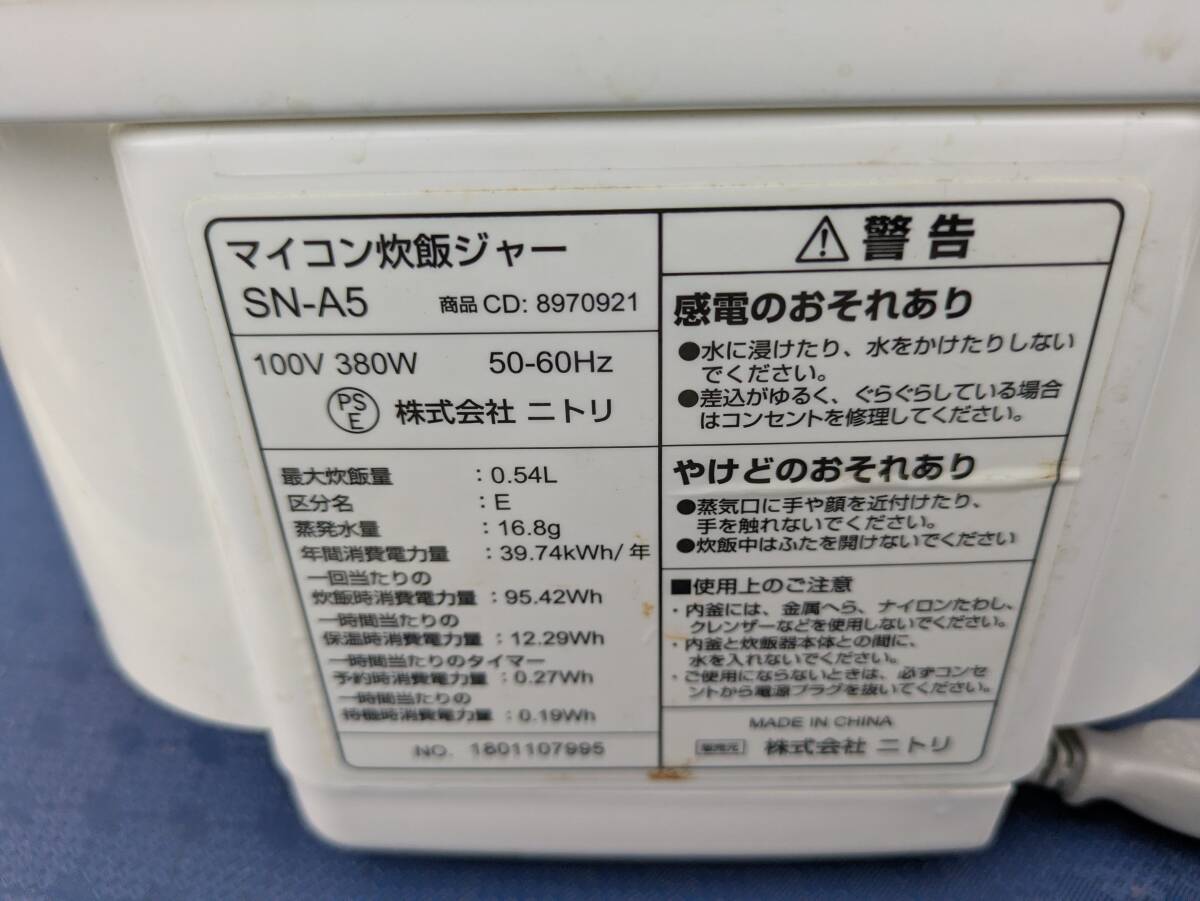 マイコン炊飯ジャー
SN-A5 商品 CD: 8970921
100V 380W 50-60Hz
PSE 株式会社 ニトリ
最大炊飯量 : 0.54L
区分名 : E
蒸発水量 : 16.8g
年間消費電力量 : 39.74kWh/年
一回当たりの
炊飯時消費電力量 : 95.42Wh
一時間当たりの
保温時消費電力量 : 12.29Wh
一時間当たりのタイマー
予約時消費電力量 : 0.27Wh
一時間当たりの
待機時消費電力量 : 0.19Wh
NO. 1801107995
⚠警告
感電のおそれあり
●水に浸けたり、水をかけたりしない
でください。
●差込がゆるく、ぐらぐらしている場合
はコンセントを修理してください。
やけどのおそれあり
●蒸気口に手や顔を近付けたり、
手を触れないでください。
●炊飯中はふたを開けないでください
■使用上のご注意
・内釜には、金属へら、ナイロンたわし、
クレンザーなどを使用しないでください。
・内釜と炊飯器本体との間に、
水を入れないでください。
・ご使用にならないときは、必ずコンセ
ントから電源プラグを抜いてください。
MADE IN CHINA
株式会社 ニトリ